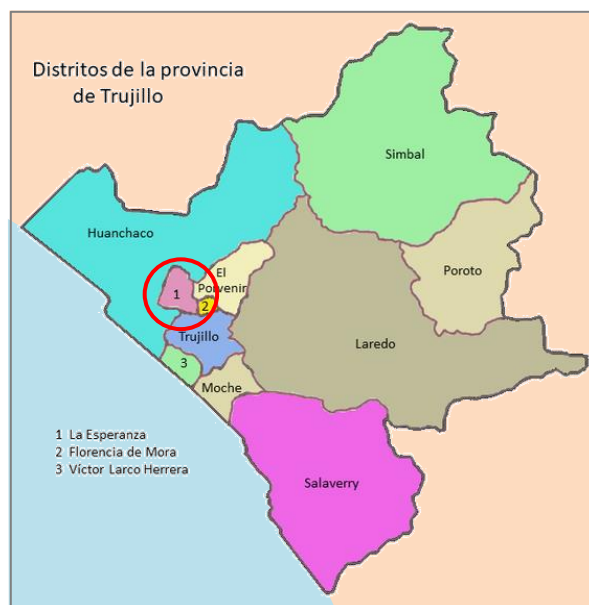 Distritos de la provincia
de Trujillo
Simbal
Huanchaco
Poroto
El
Porvenir
1
2
Trujillo
Laredo
3
Moche
1 La Esperanza
2 Florencia de Mora
3 Víctor Larco Herrera
Salaverry